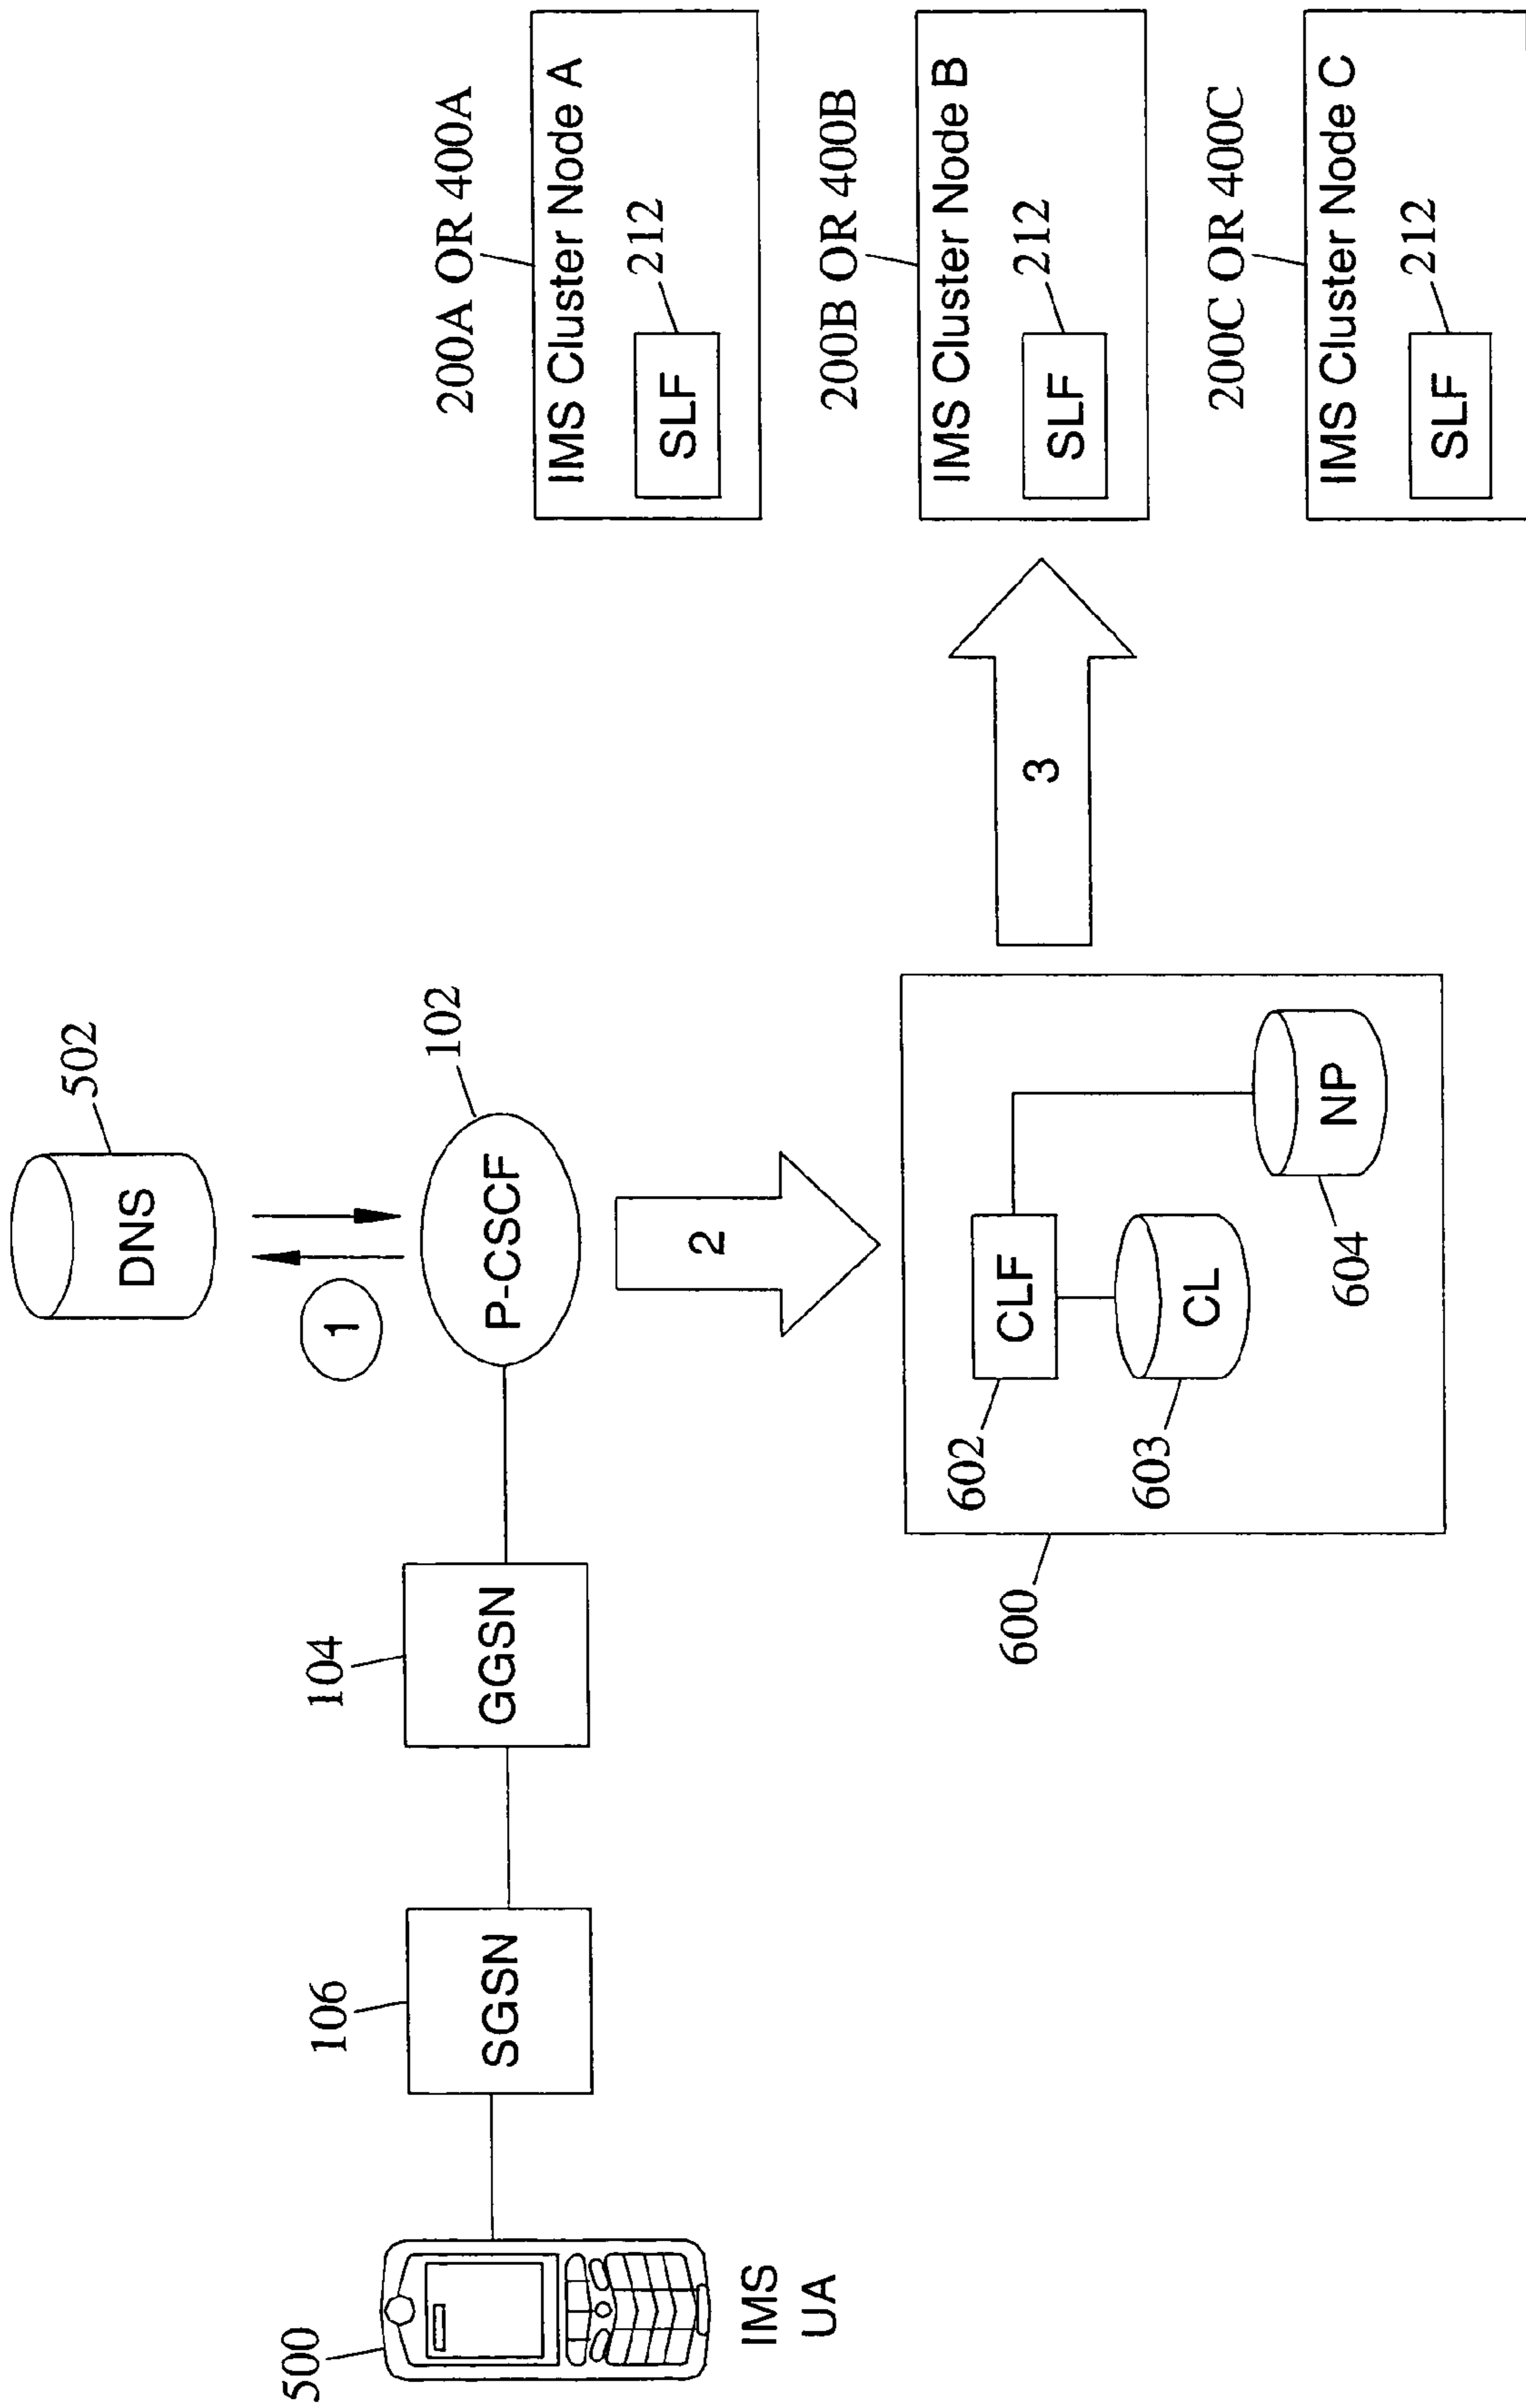 502
DNS
1
102
P-CSCF
104
GGSN
106
SGSN
500
IMS
UA
2
600
602
CLF
603
CL
604
NP
3
200A OR 400A
IMS Cluster Node A
212
SLF
200B OR 400B
IMS Cluster Node B
212
SLF
200C OR 400C
IMS Cluster Node C
212
SLF